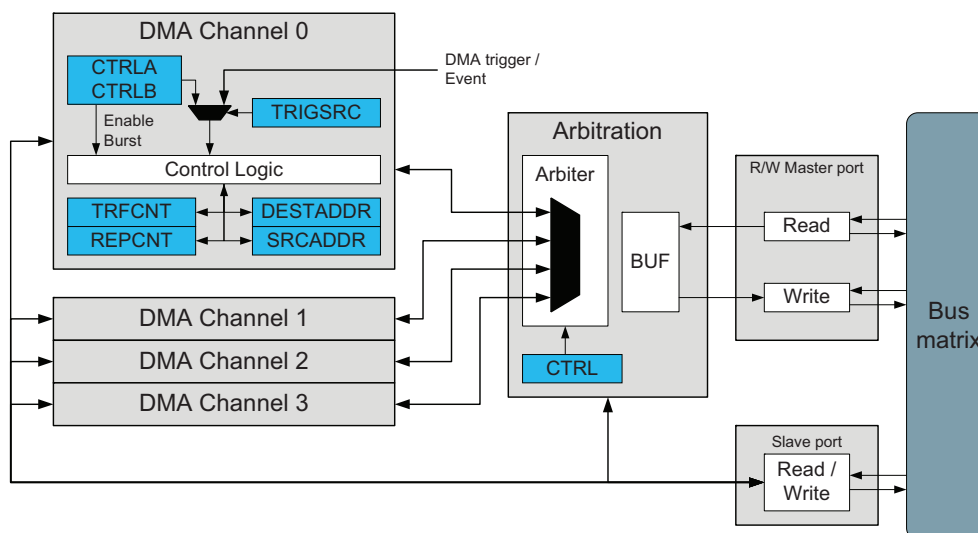 DMA Channel 0
CTRLA
CTRLB
DMA trigger /
Event
TRIGSRC
Enable
Burst
Control Logic
TRFCNT
DESTADDR
REPCNT
SRCADDR
DMA Channel 1
DMA Channel 2
DMA Channel 3
Arbitration
Arbiter
BUF
CTRL
R/W Master port
Read
Write
Slave port
Read /
Write
Bus
matrix